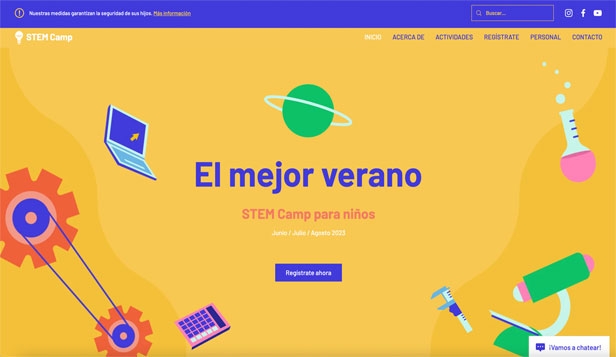 Nuestras medidas garantizan la seguridad de sus hijos. Más información
Buscar...
STEM Camp
INICIO ACERCA DE ACTIVIDADES REGÍSTRATE PERSONAL CONTACTO
El mejor verano
STEM Camp para niños
Junio / Julio / Agosto 2023
Regístrate ahora
¡Vamos a chatear!